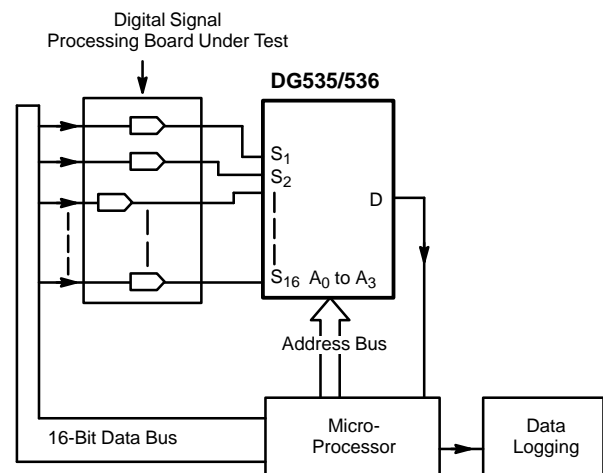 Digital Signal
Processing Board Under Test
DG535/536
S1
S2
D
S16 A0 to A3
Address Bus
16-Bit Data Bus
Micro-
Processor
Data
Logging